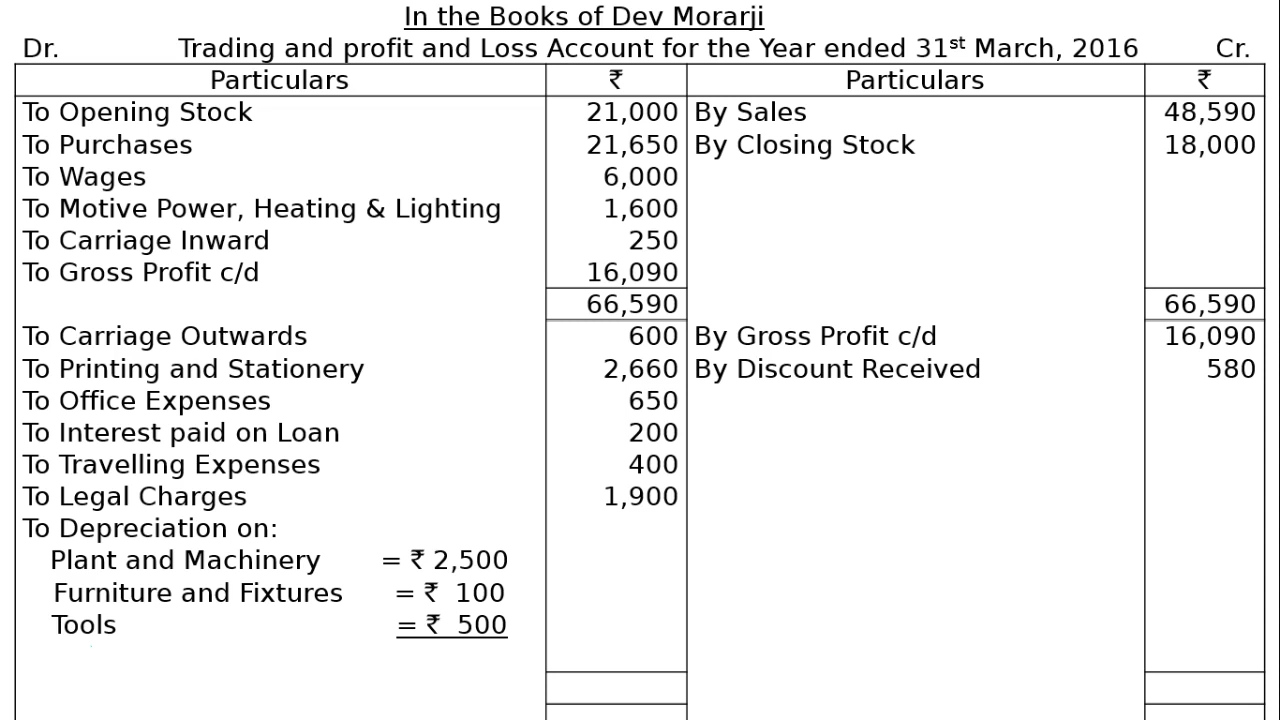 In the Books of Dev Morarji
Dr. Trading and profit and Loss Account for the Year ended 31st March, 2016 Cr.
Particulars ₹ Particulars ₹
To Opening Stock 21,000 By Sales 48,590
To Purchases 21,650 By Closing Stock 18,000
To Wages 6,000
To Motive Power, Heating & Lighting 1,600
To Carriage Inward 250
To Gross Profit c/d 16,090
66,590 66,590
To Carriage Outwards 600 By Gross Profit c/d 16,090
To Printing and Stationery 2,660 By Discount Received 580
To Office Expenses 650
To Interest paid on Loan 200
To Travelling Expenses 400
To Legal Charges 1,900
To Depreciation on:
Plant and Machinery = ₹ 2,500
Furniture and Fixtures = ₹ 100
Tools = ₹ 500